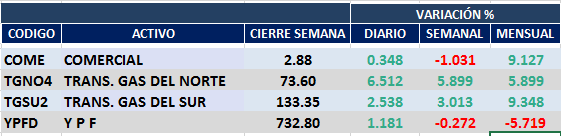 VARIACIÓN %
CODIGO ACTIVO CIERRE SEMANA DIARIO SEMANAL MENSUAL
COME COMERCIAL 2.88 0.348 -1.031 9.127
TGNO4 TRANS. GAS DEL NORTE 73.60 6.512 5.899 5.899
TGSU2 TRANS. GAS DEL SUR 133.35 2.538 3.013 9.348
YPFD Y P F 732.80 1.181 -0.272 -5.719